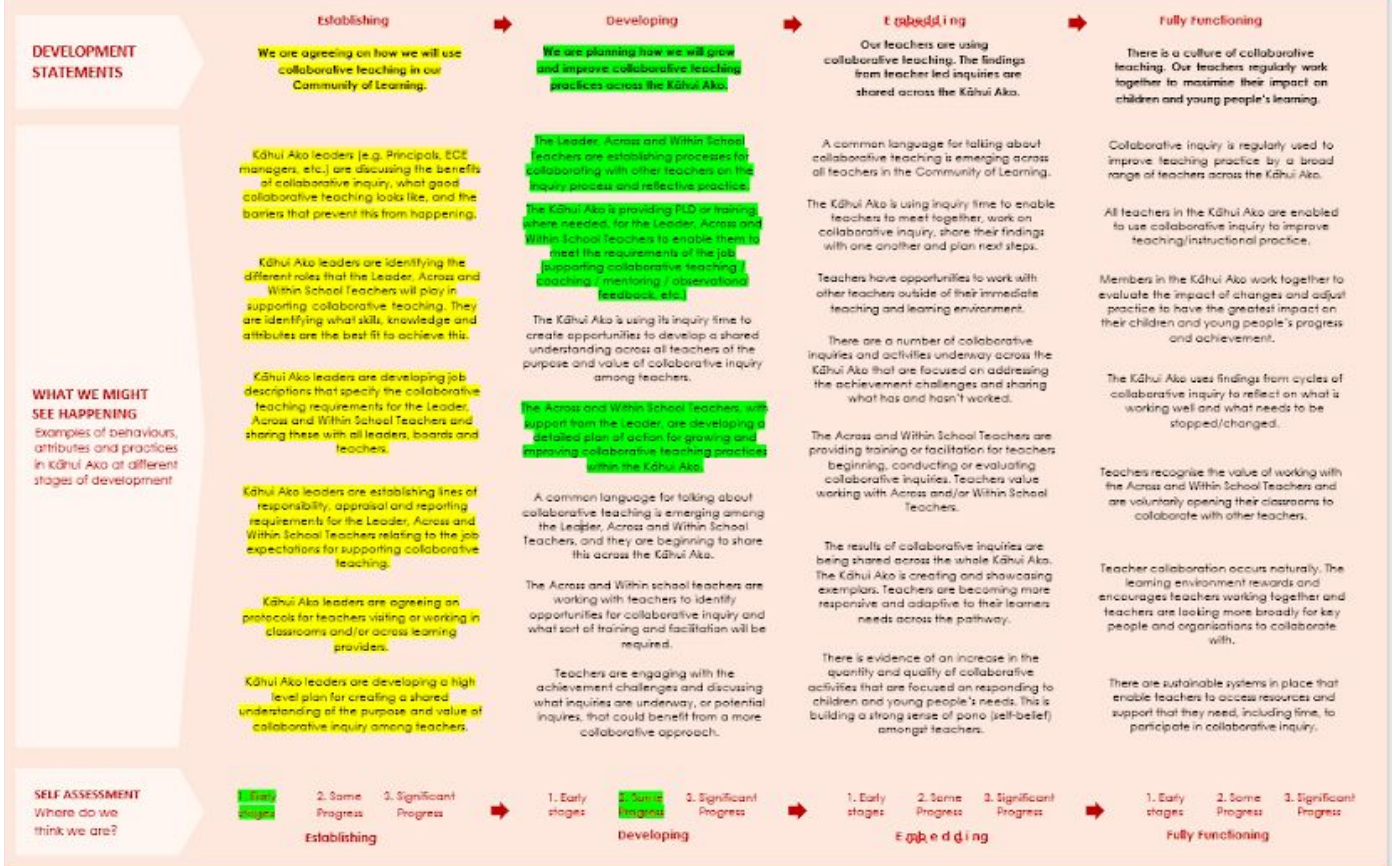 Establishing
Developing
Embedding
Fully Functioning
DEVELOPMENT
STATEMENTS
We are agreeing on how we will use
collaborative teaching in our
Community of Learning.
We are planning how we will grow
and improve collaborative teaching
practices across the Kāhui Ako.
Our teachers are using
collaborative teaching. The findings
from teacher led inquiries are
shared across the Kāhui Ako.
There is a culture of collaborative
teaching. Our teachers regularly work
together to maximise their impact on
children and young people's learning.
WHAT WE MIGHT
SEE HAPPENING
Examples of behaviours,
attributes and practices
in Kāhui Ako at different
stages of development
Kāhui Ako leaders (e.g. Principals, ECE
managers, etc.) are discussing the benefits
of collaborative inquiry, what good
collaborative teaching looks like, and the
barriers that prevent this from happening.
Kāhui Ako leaders are identifying the
different roles that the Leader, Across and
Within School Teachers will play in
supporting collaborative teaching. They
are identifying what skills, knowledge and
attributes are the best fit to achieve this.
Kāhui Ako leaders are developing job
descriptions that specify the collaborative
teaching requirements for the Leader,
Across and Within School Teachers and
sharing these with all leaders, boards and
teachers.
Kāhui Ako leaders are establishing lines of
responsibility, appraisal and reporting
requirements for the Leader, Across and
Within School Teachers relating to the job
expectations for supporting collaborative
teaching.
Kāhui Ako leaders are agreeing on
protocols for teachers visiting or working in
classrooms and/or across learning
providers.
Kāhui Ako leaders are developing a high
level plan for creating a shared
understanding of the purpose and value of
collaborative inquiry among teachers.
The Leader, Across and Within School
Teachers are establishing processes for
collaborating with other teachers on the
inquiry process and reflective practice.
The Kāhui Ako is providing PLD or training,
where needed, for the Leader, Across and
Within School Teachers to enable them to
meet the requirements of the job
(supporting collaborative teaching /
coaching / mentoring / observational
feedback, etc.)
The Kāhui Ako is using its inquiry time to
create opportunities to develop a shared
understanding across all teachers of the
purpose and value of collaborative inquiry
among teachers.
The Across and Within School Teachers, with
support from the Leader, are developing a
detailed plan of action for growing and
improving collaborative teaching practices
within the Kāhui Ako.
A common language for talking about
collaborative teaching is emerging among
the Leader, Across and Within School
Teachers, and they are beginning to share
this across the Kāhui Ako.
The Across and Within school teachers are
working with teachers to identify
opportunities for collaborative inquiry and
what sort of training and facilitation will be
required.
Teachers are engaging with the
achievement challenges and discussing
what inquiries are underway, or potential
inquires, that could benefit from a more
collaborative approach.
A common language for talking about
collaborative teaching is emerging across
all teachers in the Community of Learning.
The Kāhui Ako is using inquiry time to enable
teachers to meet together, work on
collaborative inquiry, share their findings
with one another and plan next steps.
Teachers have opportunities to work with
other teachers outside of their immediate
teaching and learning environment.
There are a number of collaborative
inquiries and activities underway across the
Kāhui Ako that are focused on addressing
the achievement challenges and sharing
what has and hasn't worked.
The Across and Within School Teachers are
providing training or facilitation for teachers
beginning, conducting or evaluating
collaborative inquiries. Teachers value
working with Across and/or Within School
Teachers.
The results of collaborative inquiries are
being shared across the whole Kāhui Ako.
The Kāhui Ako is creating and showcasing
exemplars. Teachers are becoming more
responsive and adaptive to their learners
needs across the pathway.
There is evidence of an increase in the
quantity and quality of collaborative
activities that are focused on responding to
children and young people's needs. This is
building a strong sense of pono (self-belief)
amongst teachers.
Collaborative inquiry is regularly used to
improve teaching practice by a broad
range of teachers across the Kāhui Ako.
All teachers in the Kāhui Ako are enabled
to use collaborative inquiry to improve
teaching/instructional practice.
Members in the Kāhui Ako work together to
evaluate the impact of changes and adjust
practice to have the greatest impact on
their children and young people's progress
and achievement.
The Kāhui Ako uses findings from cycles of
collaborative inquiry to reflect on what is
working well and what needs to be
stopped/changed.
Teachers recognise the value of working with
the Across and Within School Teachers and
are voluntarily opening their classrooms to
collaborate with other teachers.
Teacher collaboration occurs naturally. The
learning environment rewards and
encourages teachers working together and
teachers are looking more broadly for key
people and organisations to collaborate
with.
There are sustainable systems in place that
enable teachers to access resources and
support that they need, including time, to
participate in collaborative inquiry.
SELF ASSESSMENT
Where do we
think we are?
1. Early
stages
2. Some
Progress
3. Significant
Progress
Establishing
1. Early
stages
2. Some
Progress
3. Significant
Progress
Developing
1. Early
stages
2. Some
Progress
3. Significant
Progress
Embedding
1. Early
stages
2. Some
Progress
3. Significant
Progress
Fully Functioning